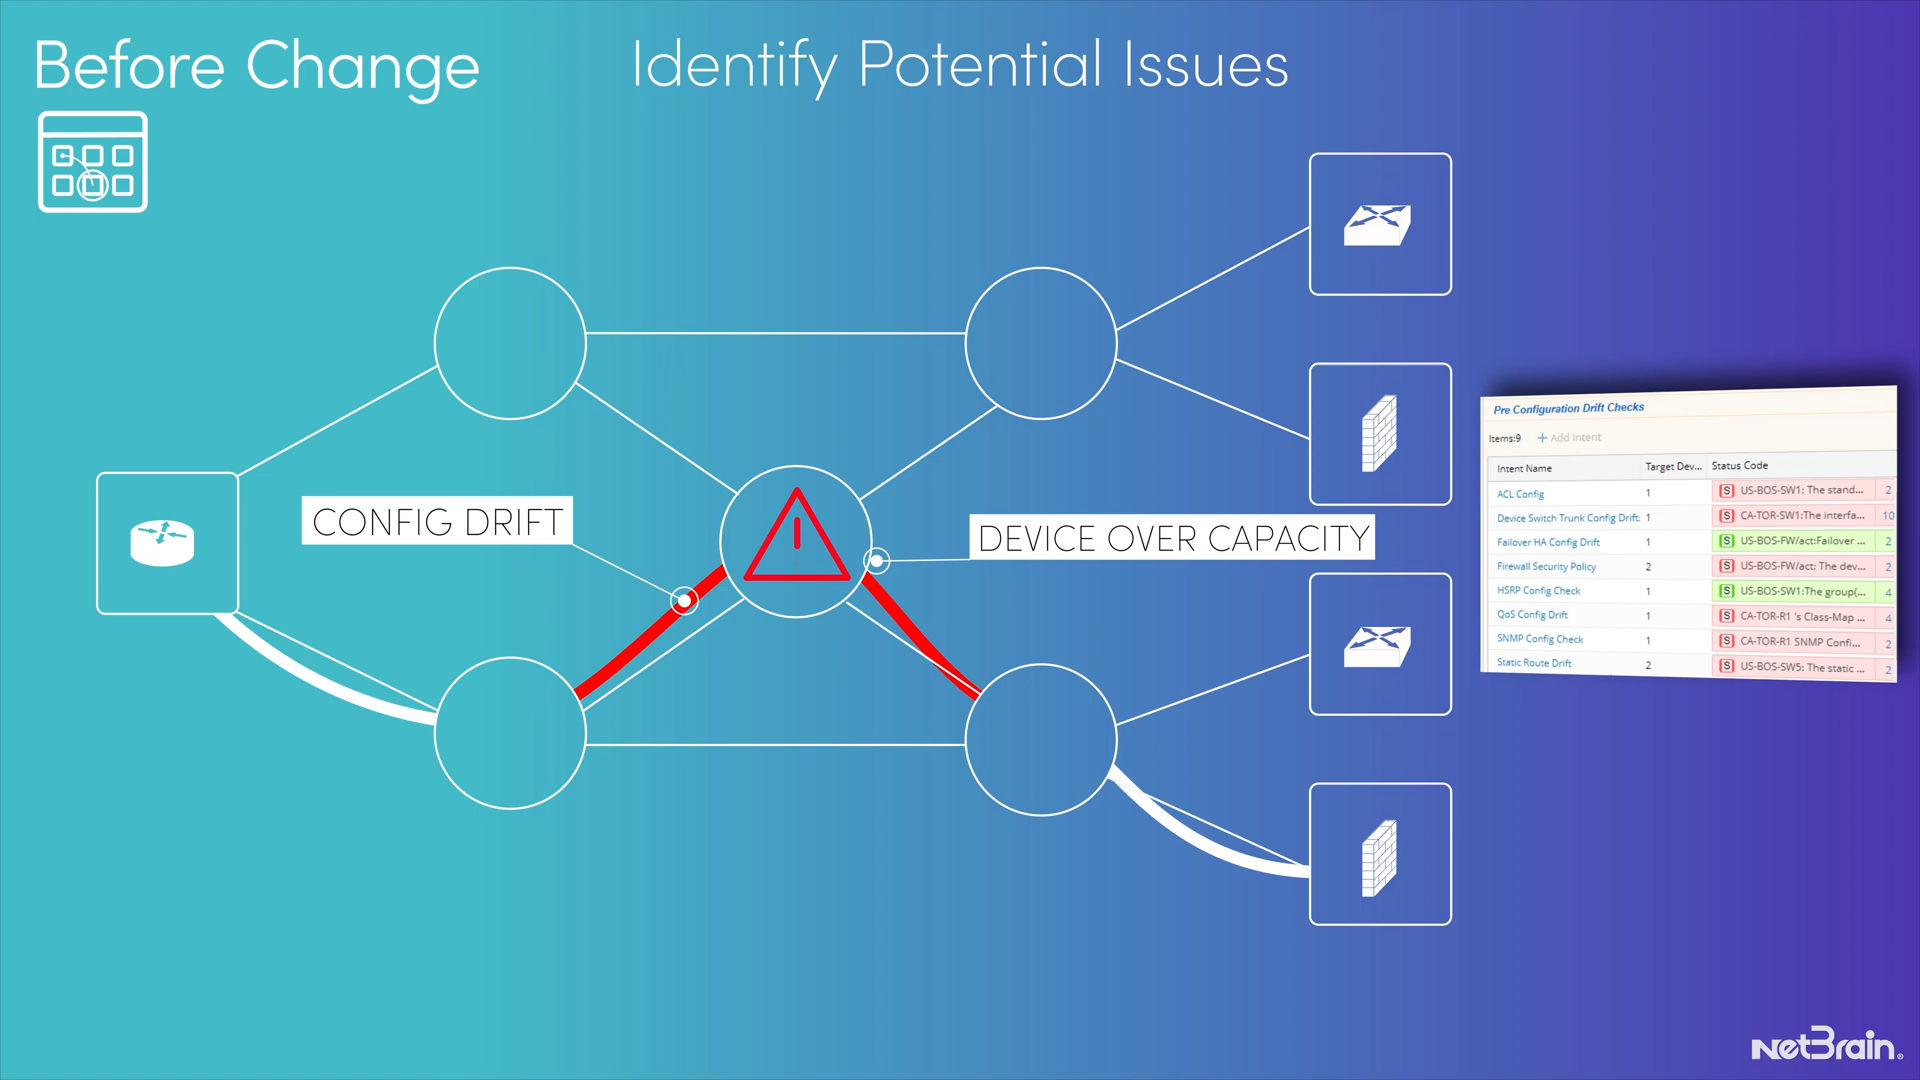 Before Change
Identify Potential Issues
CONFIG DRIFT
DEVICE OVER CAPACITY
Pre Configuration Drift Checks
Items:9 + Add Intent
Intent Name Target Dev... Status Code
ACL Config 1 S US-BOS-SW1: The stand... 2
Device Switch Trunk Config Drift. 1 S CA-TOR-SW1:The interfa... 10
Failover HA Config Drift 1 S US-BOS-FW/act:Failover ... 2
Firewall Security Policy 2 S US-BOS-FW/act: The dev... 2
HSRP Config Check 1 S US-BOS-SW1:The group(... 4
QoS Config Drift 1 S CA-TOR-R1 's Class-Map ... 4
SNMP Config Check 1 S CA-TOR-R1 SNMP Confi... 2
Static Route Drift 2 S US-BOS-SW5: The static ... 2
NetBrain®